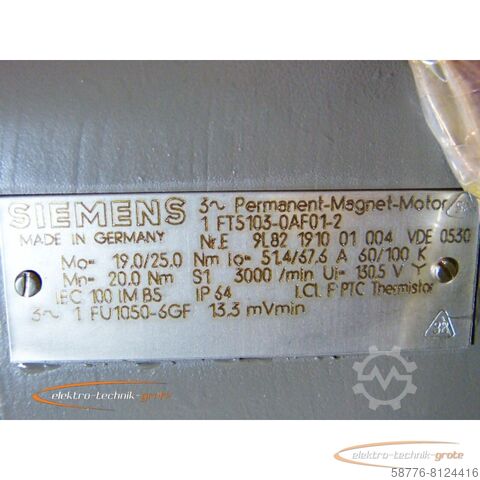 SIEMENS 3~ Permanent-Magnet-Motor
1 FT5103-0AF01-2
MADE IN GERMANY Nr.E 9L82 1910 01 004 VDE 0530
Mo= 19.0/25.0 Nm Io= 51.4/67.6 A 60/100 K
Mn= 20.0 Nm S1 3000 /min Ui= 130.5 V Y
IEC 100 IM B5 IP 64 I.CI. F PTC Thermistor
3~ 1 FU1050-6GF 13.3 mVmin
elektro-technik-grote
MACHINESEEKER
elektro-technik-grote
58776-8124416